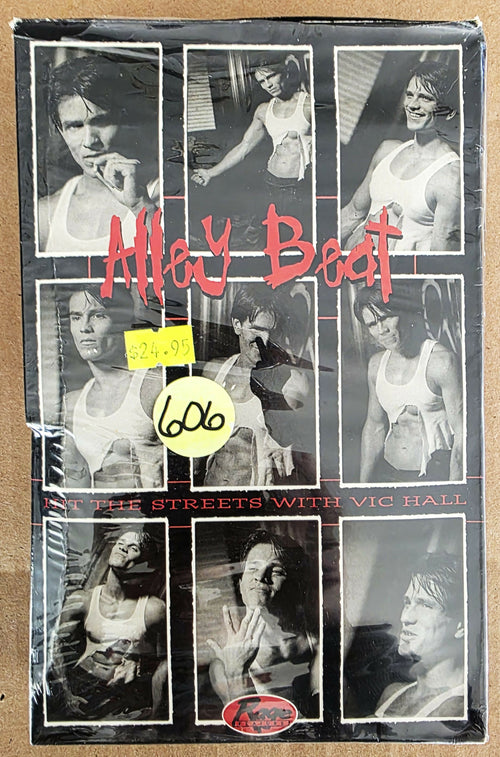 Alley Beat
$24.95
606
HIT THE STREETS WITH VIC HALL